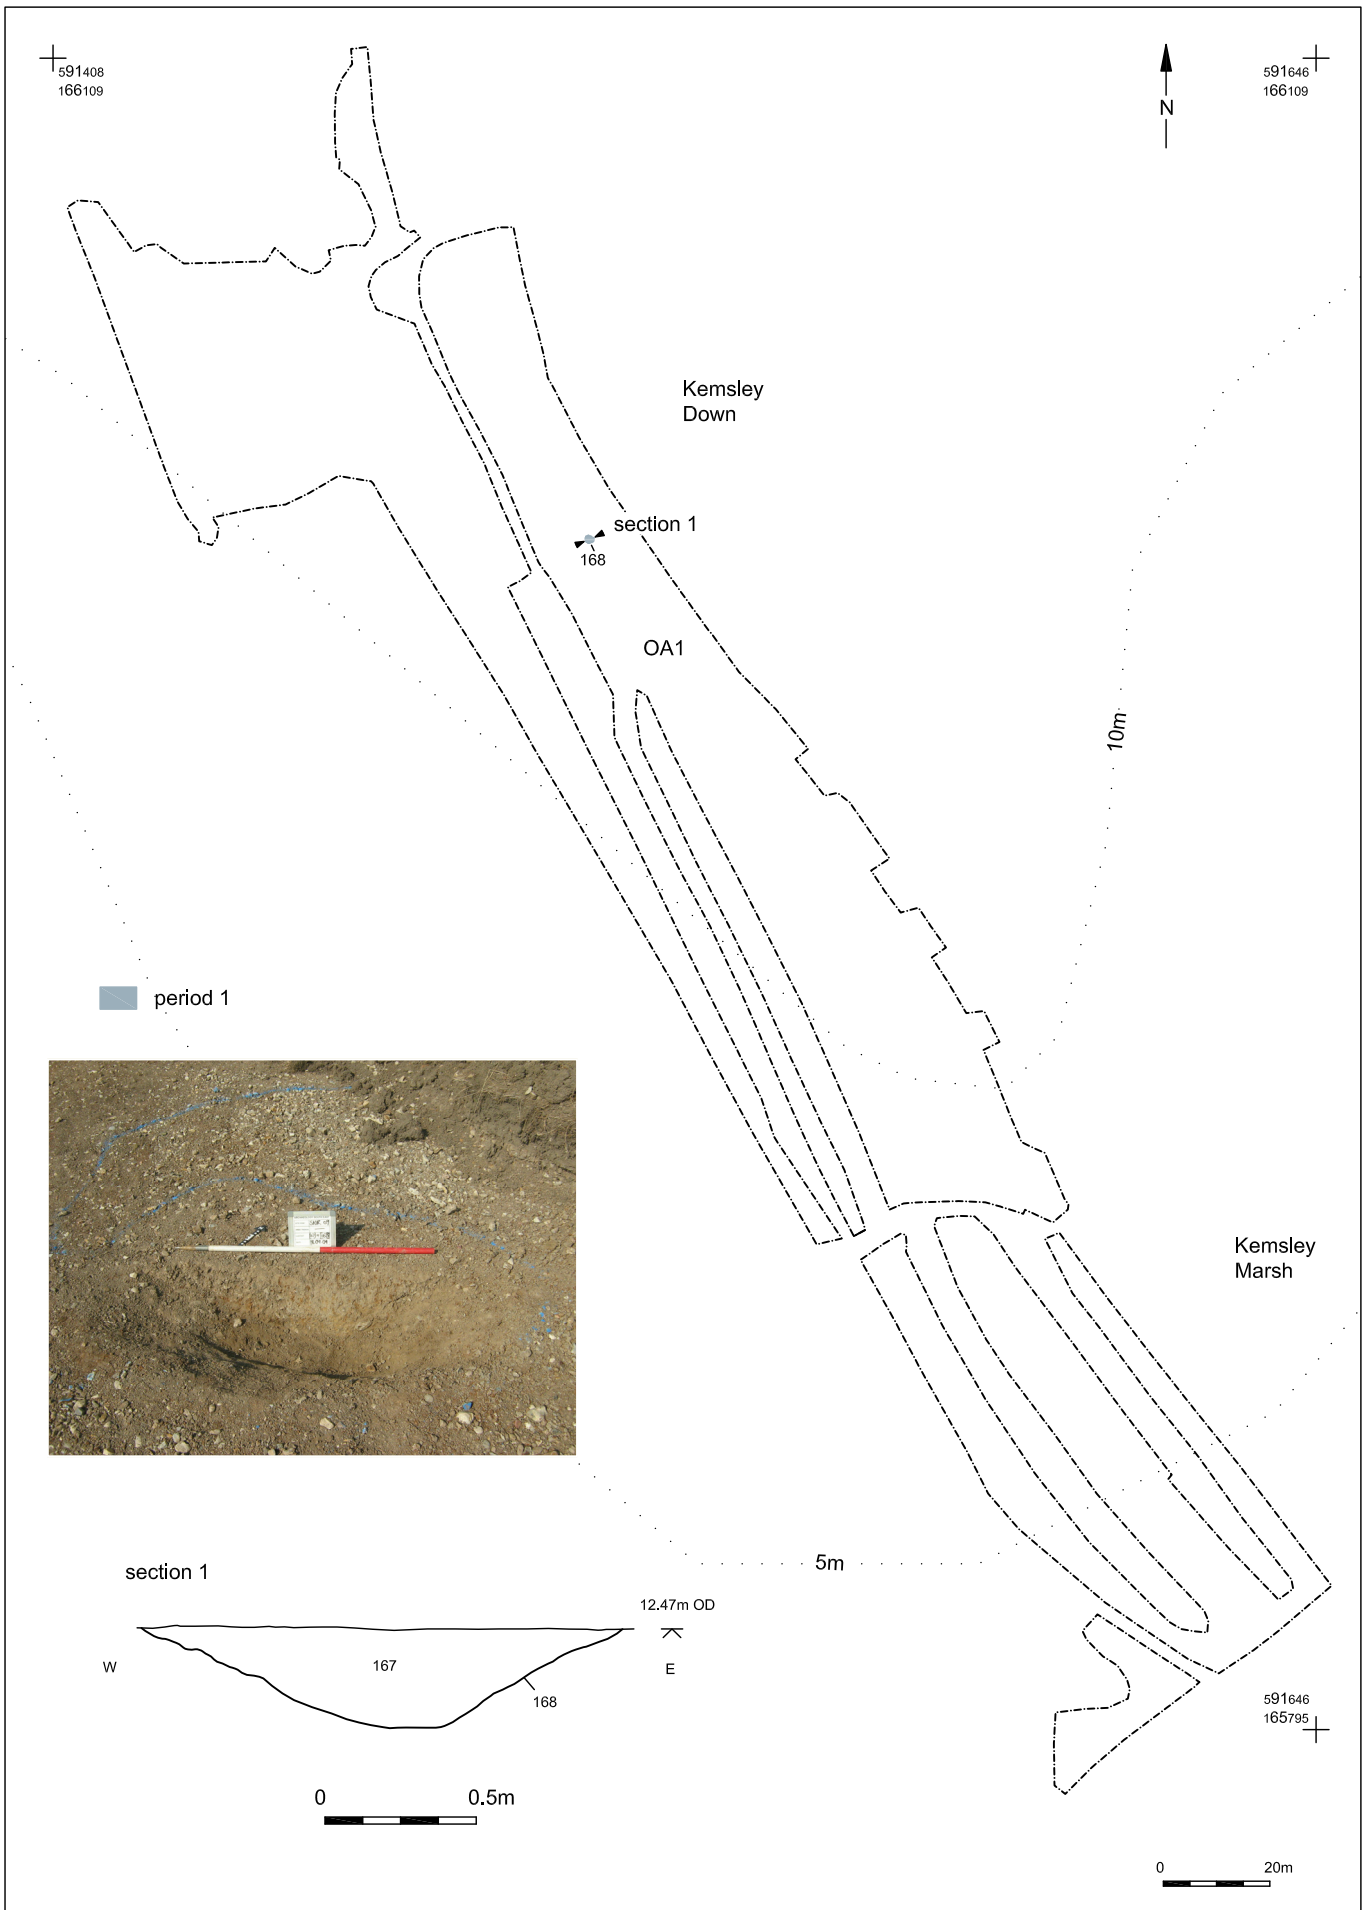 591408
166109
591646
166109
N
Kemsley
Down
section 1
168
OA1
10m
period 1
Kemsley
Marsh
5m
section 1
12.47m OD
W
167
E
168
591646
165795
0 0.5m
0 20m